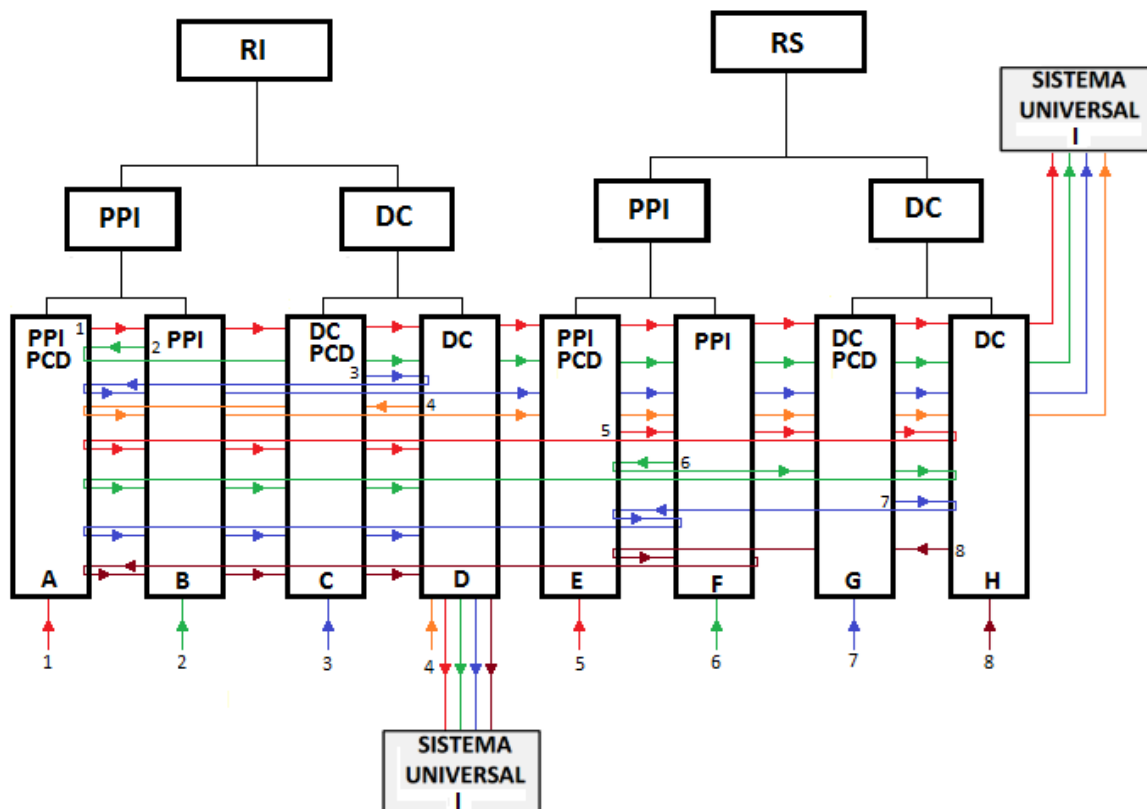 RI
RS
SISTEMA
UNIVERSAL
I
PPI
DC
PPI
DC
1
PPI
PCD
2
PPI
DC
PCD
3
DC
4
PPI
PCD
5
PPI
6
DC
PCD
7
DC
8
A
B
C
D
E
F
G
H
1
2
3
4
5
6
7
8
SISTEMA
UNIVERSAL
I